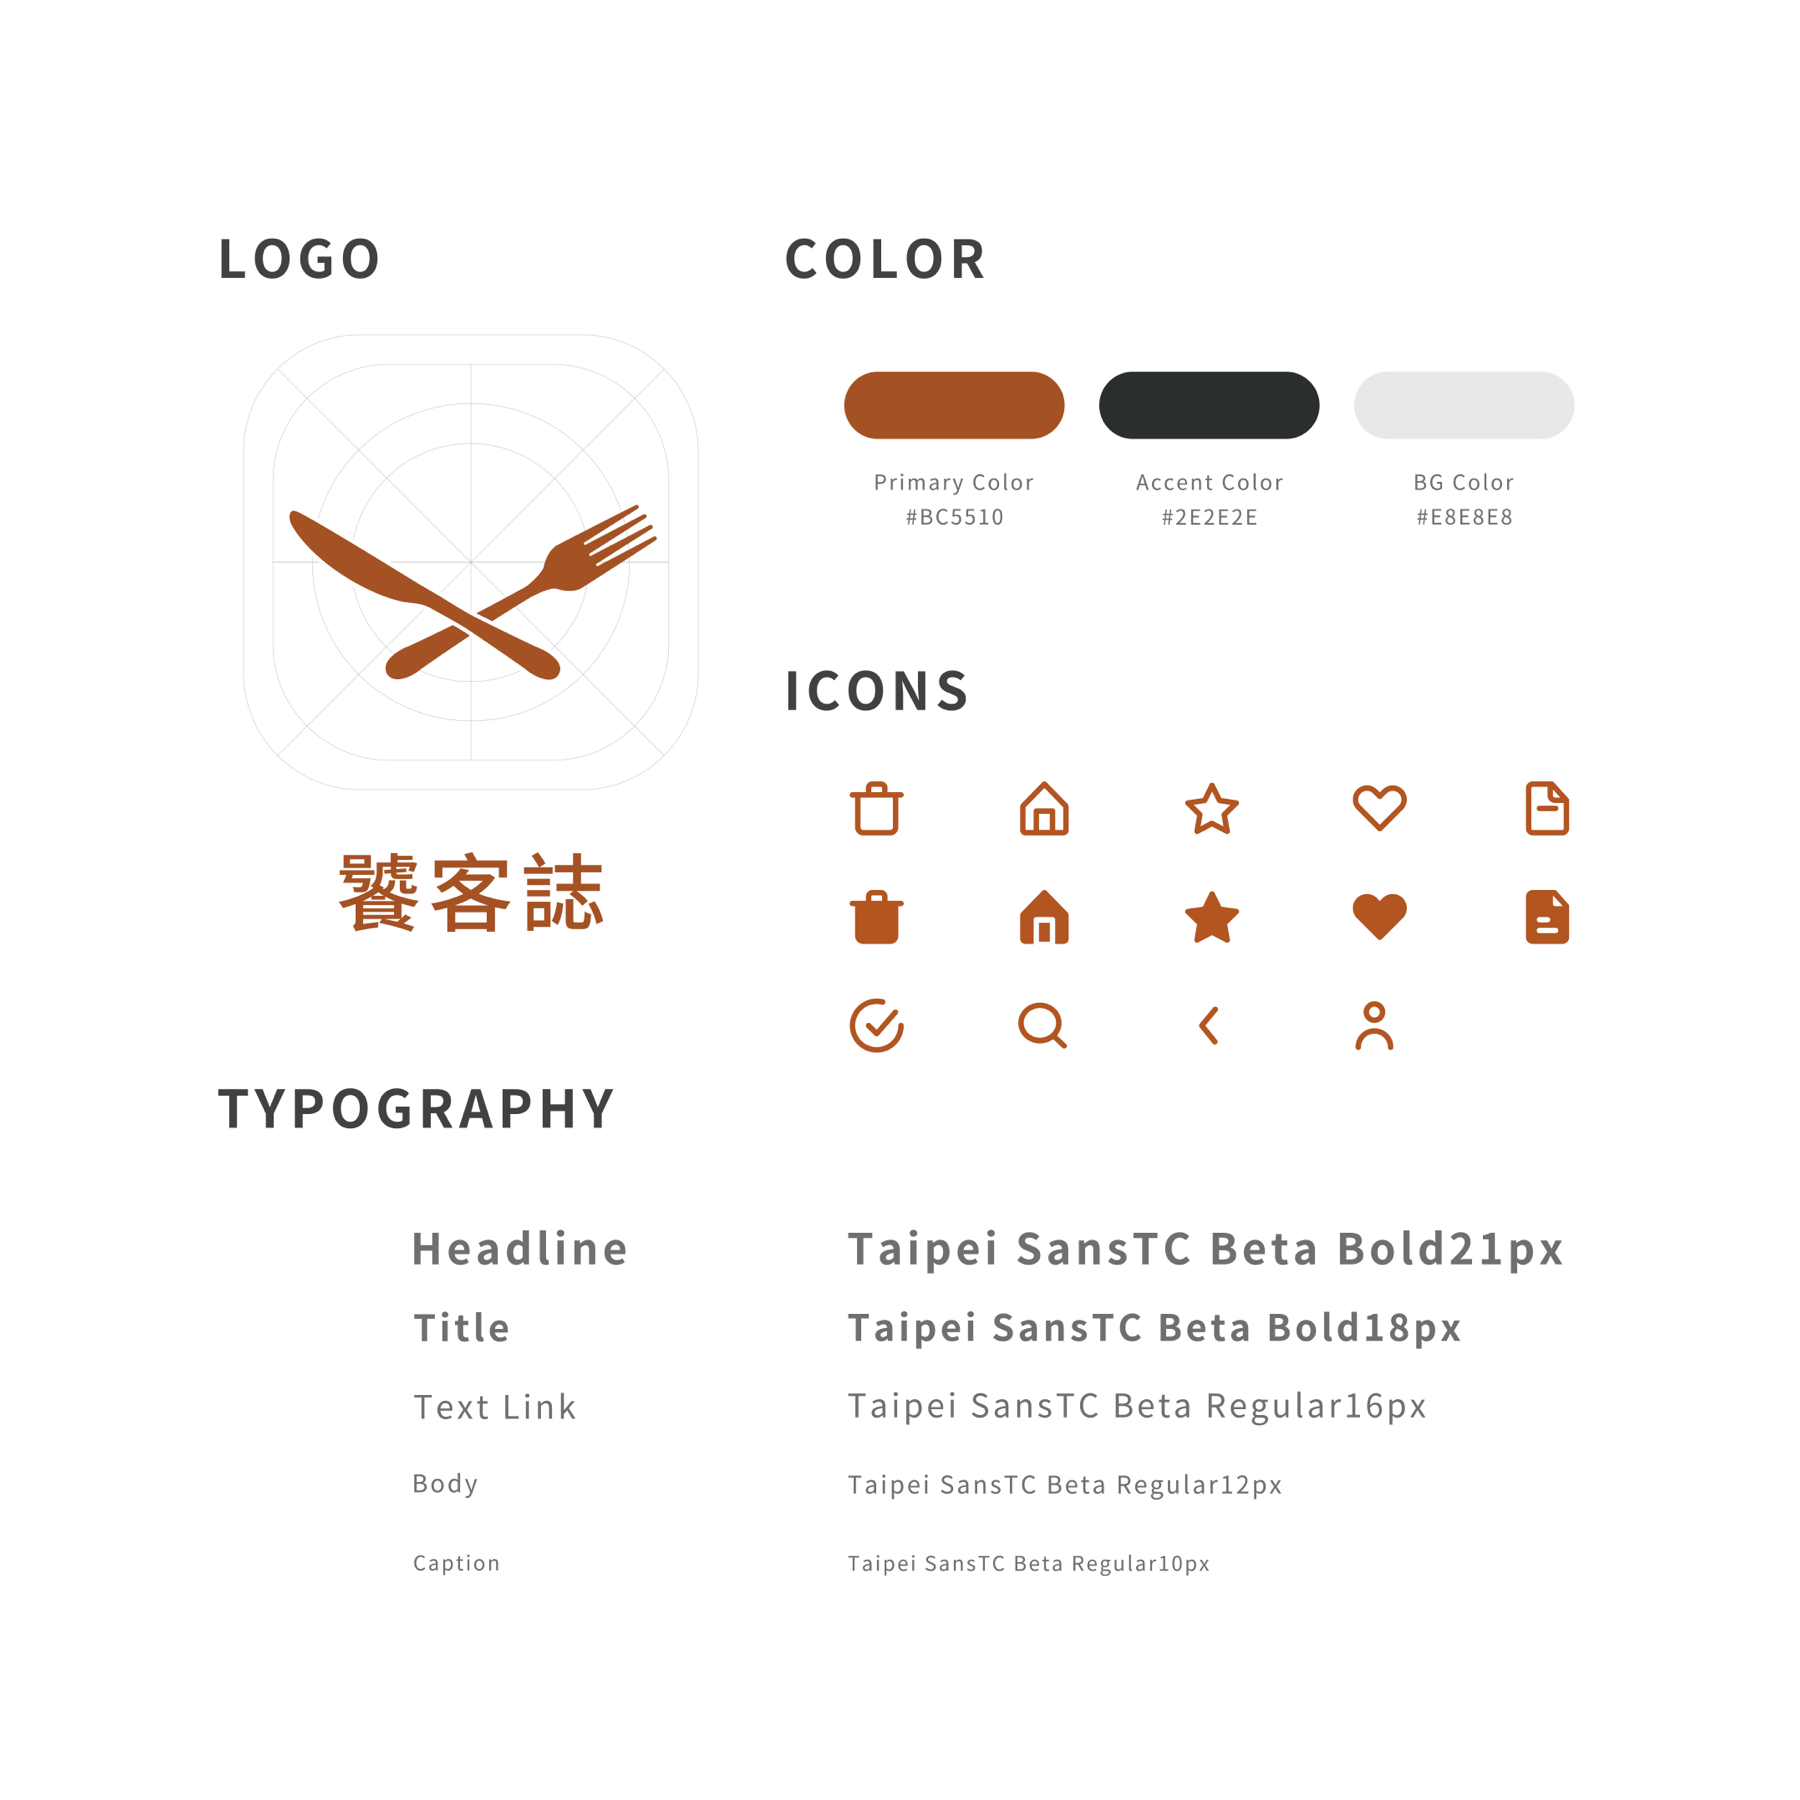 LOGO
饕客誌
COLOR
Primary Color
#BC5510
Accent Color
#2E2E2E
BG Color
#E8E8E8
ICONS
TYPOGRAPHY
Headline
Taipei SansTC Beta Bold21px
Title
Taipei SansTC Beta Bold18px
Text Link
Taipei SansTC Beta Regular16px
Body
Taipei SansTC Beta Regular12px
Caption
Taipei SansTC Beta Regular10px